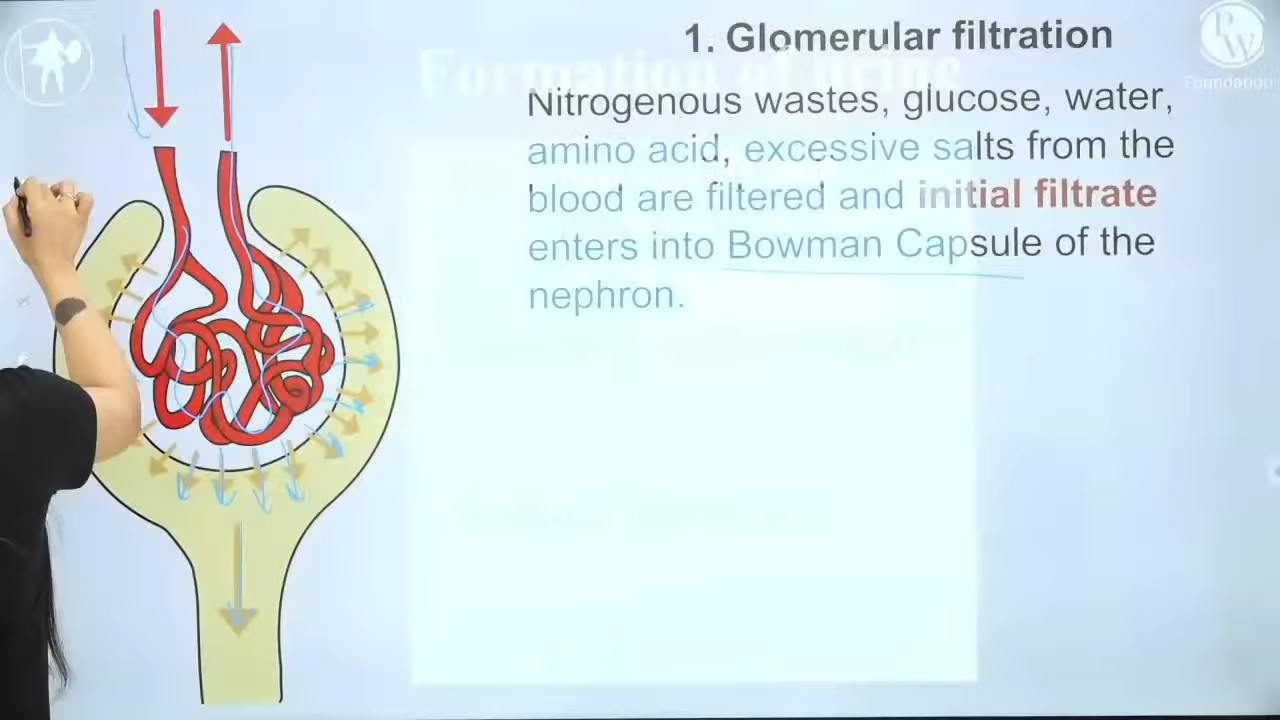 1. Glomerular filtration
Formation of urine
PW
Foundation
Nitrogenous wastes, glucose, water,
amino acid, excessive salts from the
blood are filtered and initial filtrate
enters into Bowman Capsule of the
nephron.